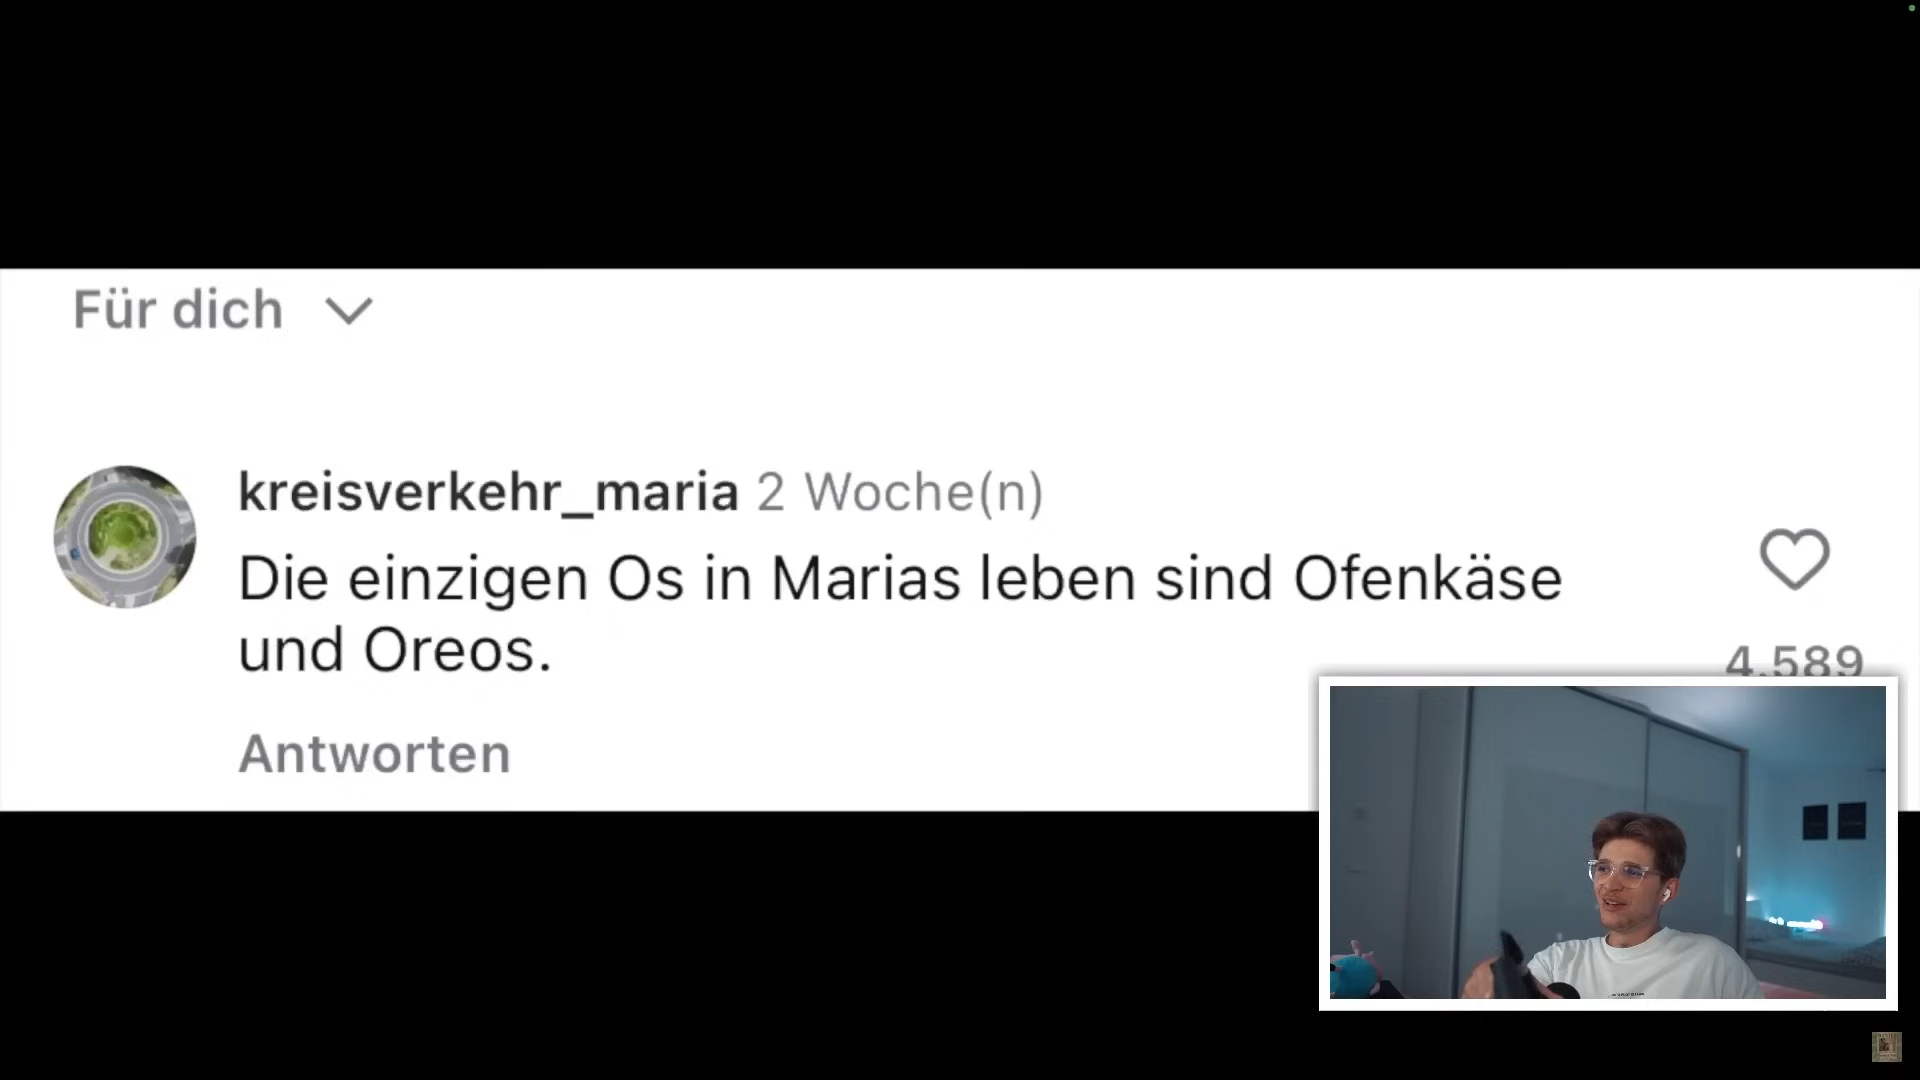 Für dich
kreisverkehr_maria 2 Woche(n)
Die einzigen Os in Marias leben sind Ofenkäse
und Oreos.
4.589
Antworten